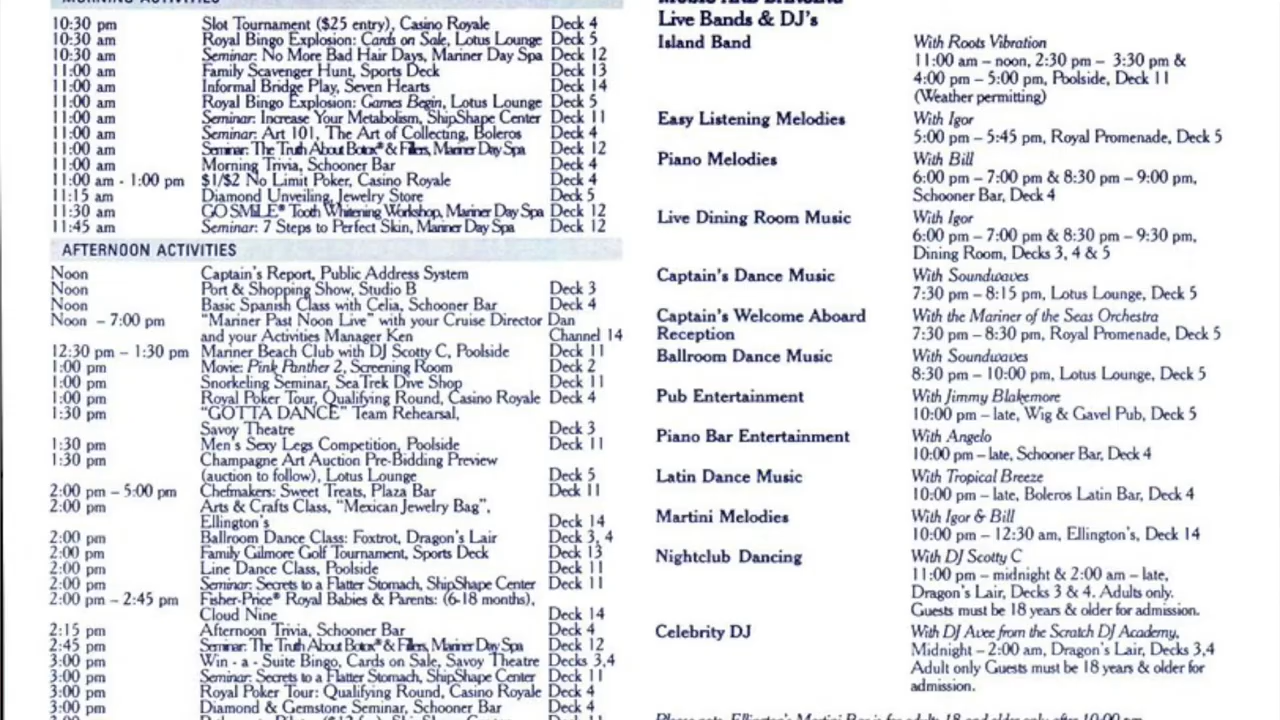 MORNING ACTIVITIES
10:30 pm Slot Tournament ($25 entry), Casino Royale Deck 4
10:30 am Royal Bingo Explosion: Cards on Sale, Lotus Lounge Deck 5
10:30 am Seminar: No More Bad Hair Days, Mariner Day Spa Deck 12
11:00 am Family Scavenger Hunt, Sports Deck Deck 13
11:00 am Informal Bridge Play, Seven Hearts Deck 14
11:00 am Royal Bingo Explosion: Games Begin, Lotus Lounge Deck 5
11:00 am Seminar: Increase Your Metabolism, ShipShape Center Deck 11
11:00 am Seminar: Art 101, The Art of Collecting, Boleros Deck 4
11:00 am Seminar: The Truth About Botox® & Fillers, Mariner Day Spa Deck 12
11:00 am Morning Trivia, Schooner Bar Deck 4
11:00 am - 1:00 pm $1/$2 No Limit Poker, Casino Royale Deck 4
11:15 am Diamond Unveiling, Jewelry Store Deck 5
11:30 am GO SMiLE® Tooth Whitening Workshop, Mariner Day Spa Deck 12
11:45 am Seminar: 7 Steps to Perfect Skin, Mariner Day Spa Deck 12
AFTERNOON ACTIVITIES
Noon Captain's Report, Public Address System
Noon Port & Shopping Show, Studio B Deck 3
Noon Basic Spanish Class with Celia, Schooner Bar Deck 4
Noon – 7:00 pm "Mariner Past Noon Live" with your Cruise Director Dan
and your Activities Manager Ken Channel 14
12:30 pm – 1:30 pm Mariner Beach Club with DJ Scotty C, Poolside Deck 11
1:00 pm Movie: Pink Panther 2, Screening Room Deck 2
1:00 pm Snorkeling Seminar, SeaTrek Dive Shop Deck 11
1:00 pm Royal Poker Tour, Qualifying Round, Casino Royale Deck 4
1:30 pm "GOTTA DANCE" Team Rehearsal,
Savoy Theatre Deck 3
1:30 pm Men's Sexy Legs Competition, Poolside Deck 11
1:30 pm Champagne Art Auction Pre-Bidding Preview
(auction to follow), Lotus Lounge Deck 5
2:00 pm – 5:00 pm Chefmakers: Sweet Treats, Plaza Bar Deck 11
2:00 pm Arts & Crafts Class, "Mexican Jewelry Bag",
Ellington's Deck 14
2:00 pm Ballroom Dance Class: Foxtrot, Dragon's Lair Deck 3, 4
2:00 pm Family Gilmore Golf Tournament, Sports Deck Deck 13
2:00 pm Line Dance Class, Poolside Deck 11
2:00 pm Seminar: Secrets to a Flatter Stomach, ShipShape Center Deck 11
2:00 pm – 2:45 pm Fisher-Price® Royal Babies & Parents: (6-18 months),
Cloud Nine Deck 14
2:15 pm Afternoon Trivia, Schooner Bar Deck 4
2:45 pm Seminar: The Truth About Botox® & Fillers, Mariner Day Spa Deck 12
3:00 pm Win - a - Suite Bingo, Cards on Sale, Savoy Theatre Decks 3,4
3:00 pm Seminar: Secrets to a Flatter Stomach, ShipShape Center Deck 11
3:00 pm Royal Poker Tour: Qualifying Round, Casino Royale Deck 4
3:00 pm Diamond & Gemstone Seminar, Schooner Bar Deck 4
MUSIC AND DANCING
Live Bands & DJ's
Island Band With Roots Vibration
11:00 am – noon, 2:30 pm – 3:30 pm &
4:00 pm – 5:00 pm, Poolside, Deck 11
(Weather permitting)
Easy Listening Melodies With Igor
5:00 pm – 5:45 pm, Royal Promenade, Deck 5
Piano Melodies With Bill
6:00 pm – 7:00 pm & 8:30 pm – 9:00 pm,
Schooner Bar, Deck 4
Live Dining Room Music With Igor
6:00 pm – 7:00 pm & 8:30 pm – 9:30 pm,
Dining Room, Decks 3, 4 & 5
Captain's Dance Music With Soundwaves
7:30 pm – 8:15 pm, Lotus Lounge, Deck 5
Captain's Welcome Aboard With the Mariner of the Seas Orchestra
Reception 7:30 pm – 8:30 pm, Royal Promenade, Deck 5
Ballroom Dance Music With Soundwaves
8:30 pm – 10:00 pm, Lotus Lounge, Deck 5
Pub Entertainment With Jimmy Blakemore
10:00 pm – late, Wig & Gavel Pub, Deck 5
Piano Bar Entertainment With Angelo
10:00 pm – late, Schooner Bar, Deck 4
Latin Dance Music With Tropical Breeze
10:00 pm – late, Boleros Latin Bar, Deck 4
Martini Melodies With Igor & Bill
10:00 pm – 12:30 am, Ellington's, Deck 14
Nightclub Dancing With DJ Scotty C
11:00 pm – midnight & 2:00 am – late,
Dragon's Lair, Decks 3 & 4. Adults only.
Guests must be 18 years & older for admission.
Celebrity DJ With DJ Avee from the Scratch DJ Academy,
Midnight – 2:00 am, Dragon's Lair, Decks 3,4
Adult only Guests must be 18 years & older for
admission.
Please note, Ellington's Martini Bar is for adults 18 and older only after 10:00 pm